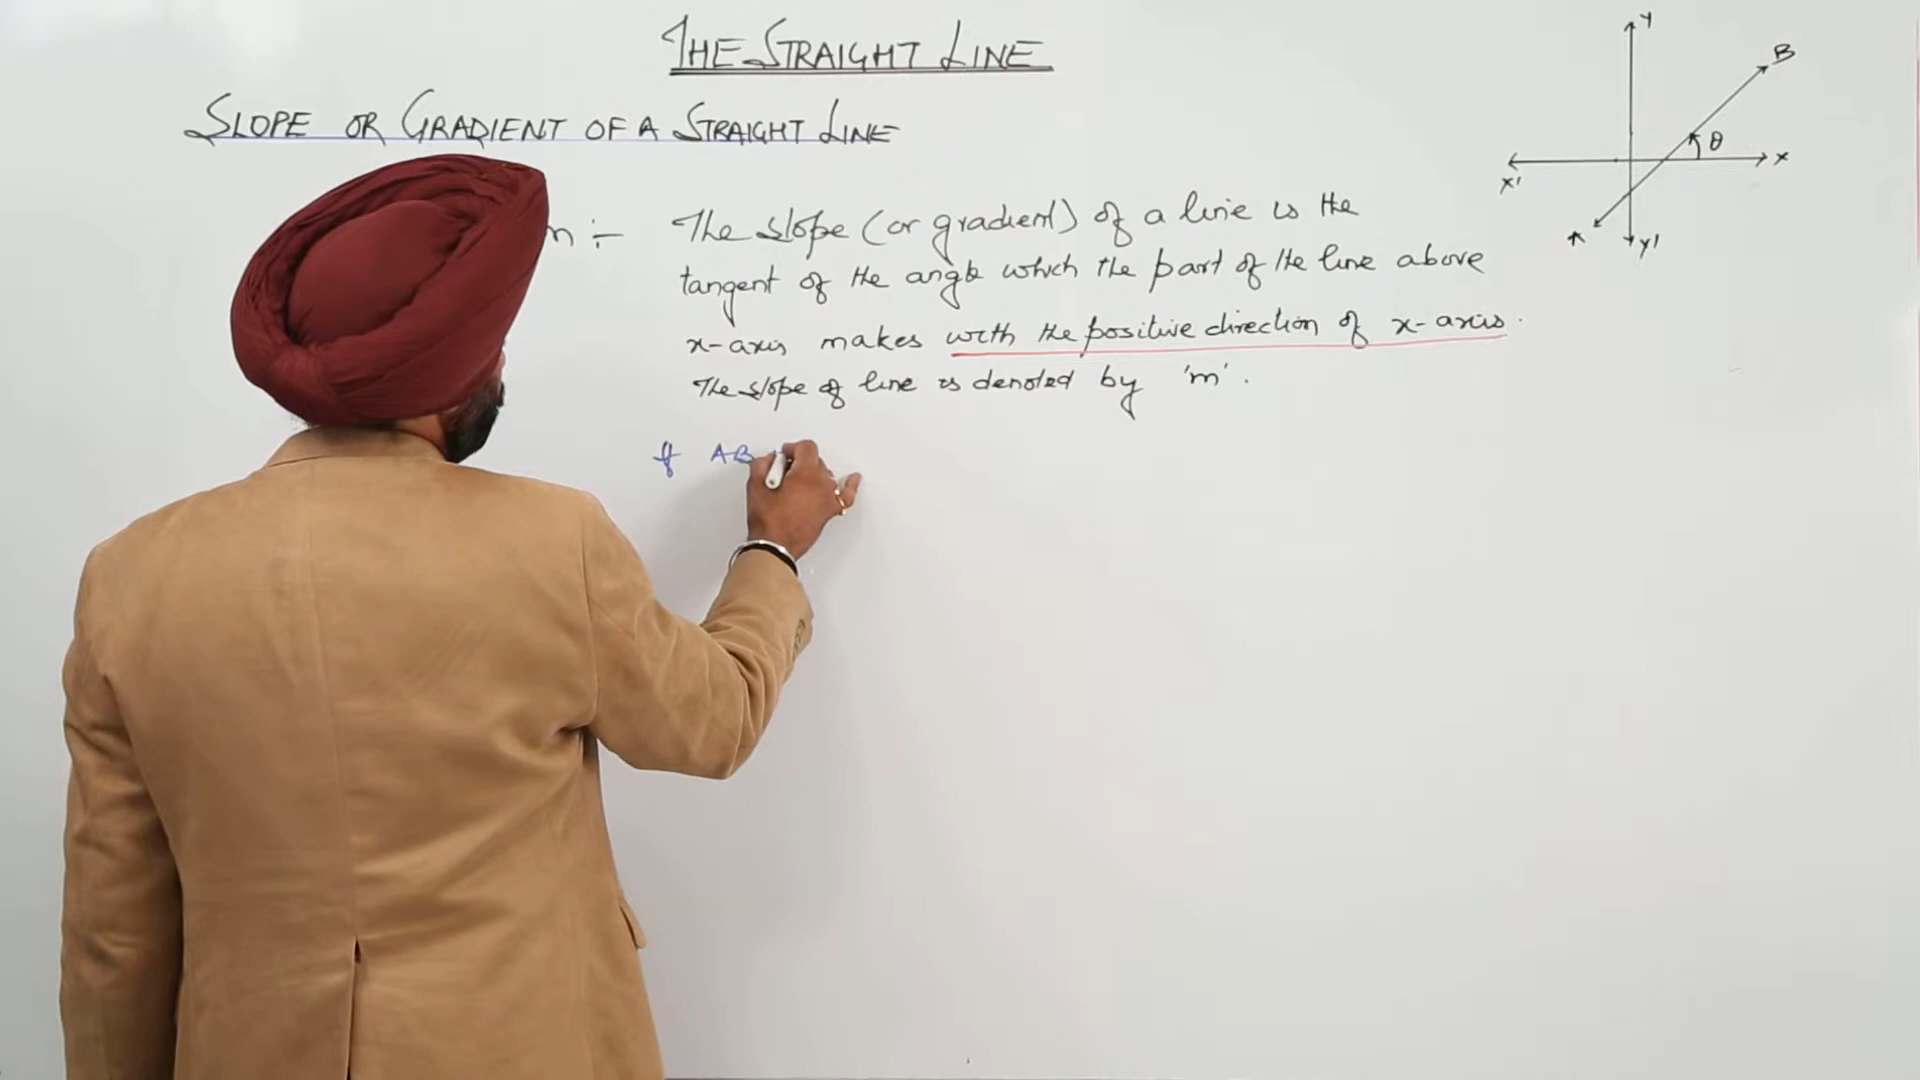 THE STRAIGHT LINE
SLOPE OR GRADIENT OF A STRAIGHT LINE
n :- The slope (or gradient) of a line is the
tangent of the angle which the part of the line above
x-axis makes with the positive direction of x-axis.
The slope of line is denoted by 'm'.
If AB
Y
B
θ
X
X'
A
Y'